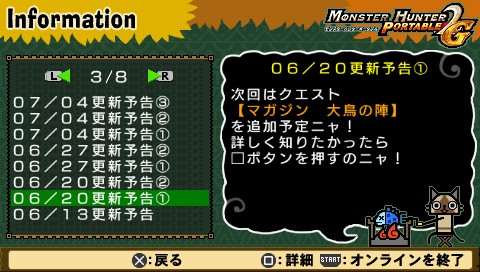 Information
MONSTER HUNTER
PORTABLE 2
G
L 3/8 R
07/04更新予告③
07/04更新予告②
07/04更新予告①
06/27更新予告②
06/27更新予告①
06/20更新予告②
06/20更新予告①
06/13更新予告
06/20更新予告①
次回はクエスト
【マガジン 大鳥の陣】
を追加予定ニャ！
詳しく知りたかったら
□ボタンを押すのニャ！
×:戻る
□:詳細 START:オンラインを終了